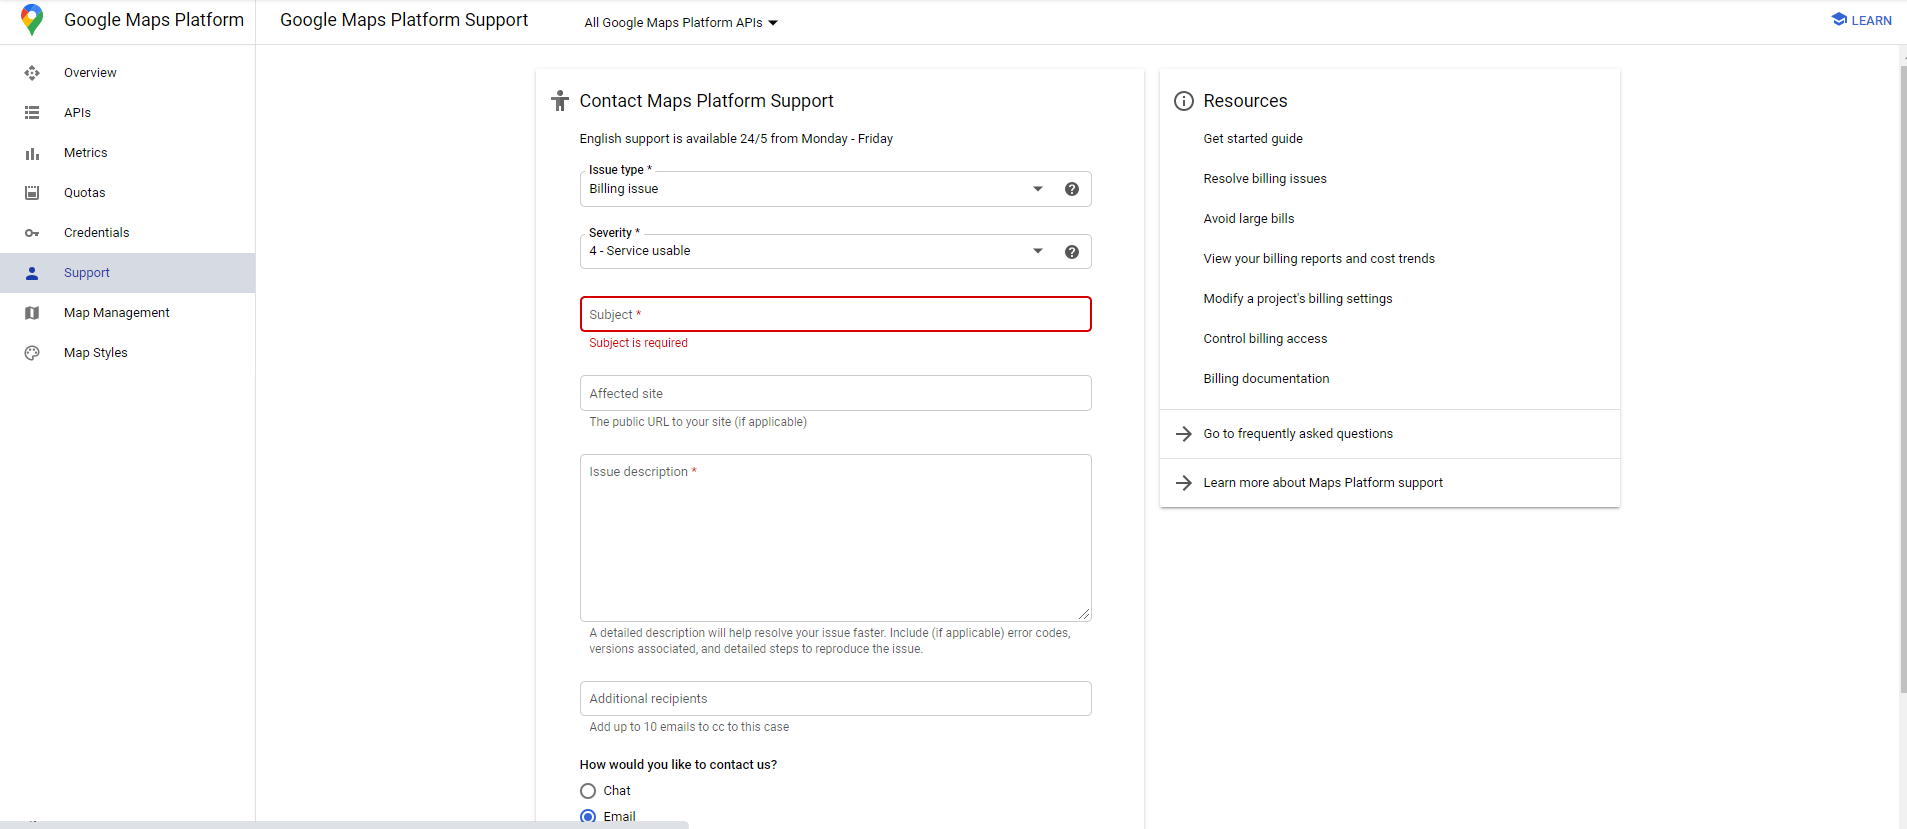 Google Maps Platform
Google Maps Platform Support
All Google Maps Platform APIs
LEARN
Overview
APIs
Metrics
Quotas
Credentials
Support
Map Management
Map Styles
Contact Maps Platform Support
English support is available 24/5 from Monday - Friday
Issue type *
Billing issue
Severity *
4 - Service usable
Subject *
Subject is required
Affected site
The public URL to your site (if applicable)
Issue description *
A detailed description will help resolve your issue faster. Include (if applicable) error codes,
versions associated, and detailed steps to reproduce the issue.
Additional recipients
Add up to 10 emails to cc to this case
How would you like to contact us?
Chat
Email
Resources
Get started guide
Resolve billing issues
Avoid large bills
View your billing reports and cost trends
Modify a project's billing settings
Control billing access
Billing documentation
Go to frequently asked questions
Learn more about Maps Platform support